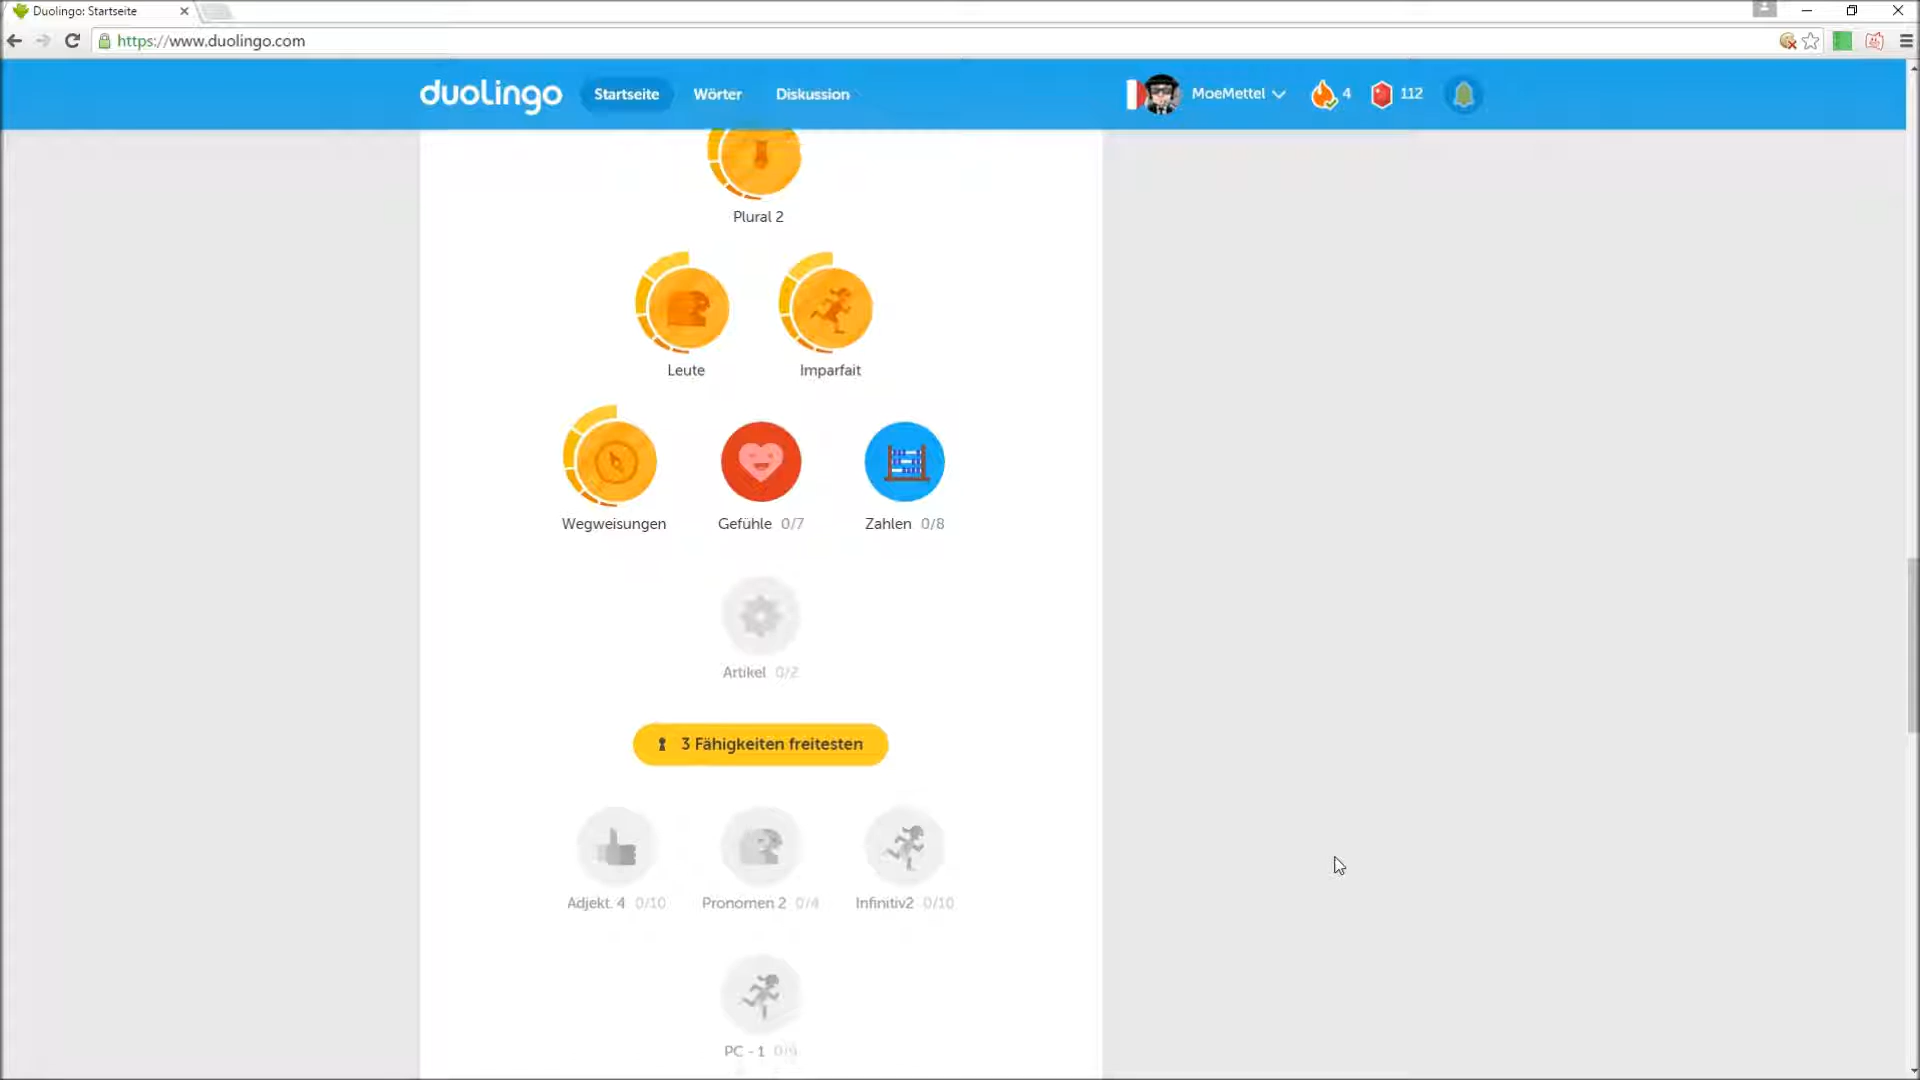 Duolingo: Startseite
https://www.duolingo.com
duolingo Startseite Wörter Diskussion MoeMettel 4 112
Plural 2
Leute Imparfait
Wegweisungen Gefühle 0/7 Zahlen 0/8
Artikel 0/2
3 Fähigkeiten freitesten
Adjekt. 4 0/10 Pronomen 2 0/4 Infinitiv2 0/10
PC - 1